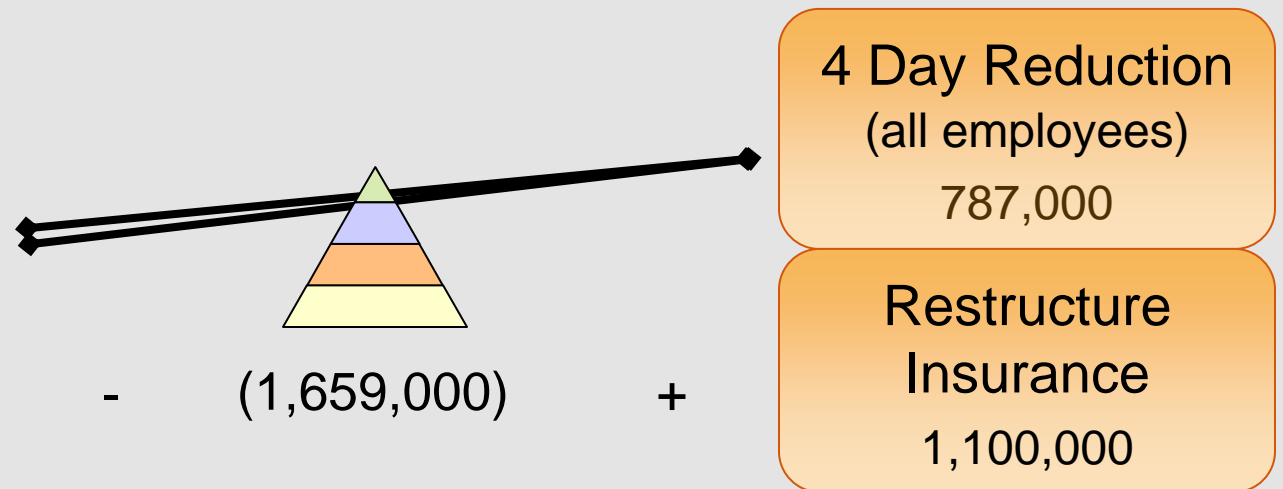 4 Day Reduction
(all employees)
787,000
Restructure
Insurance
1,100,000
- (1,659,000) +